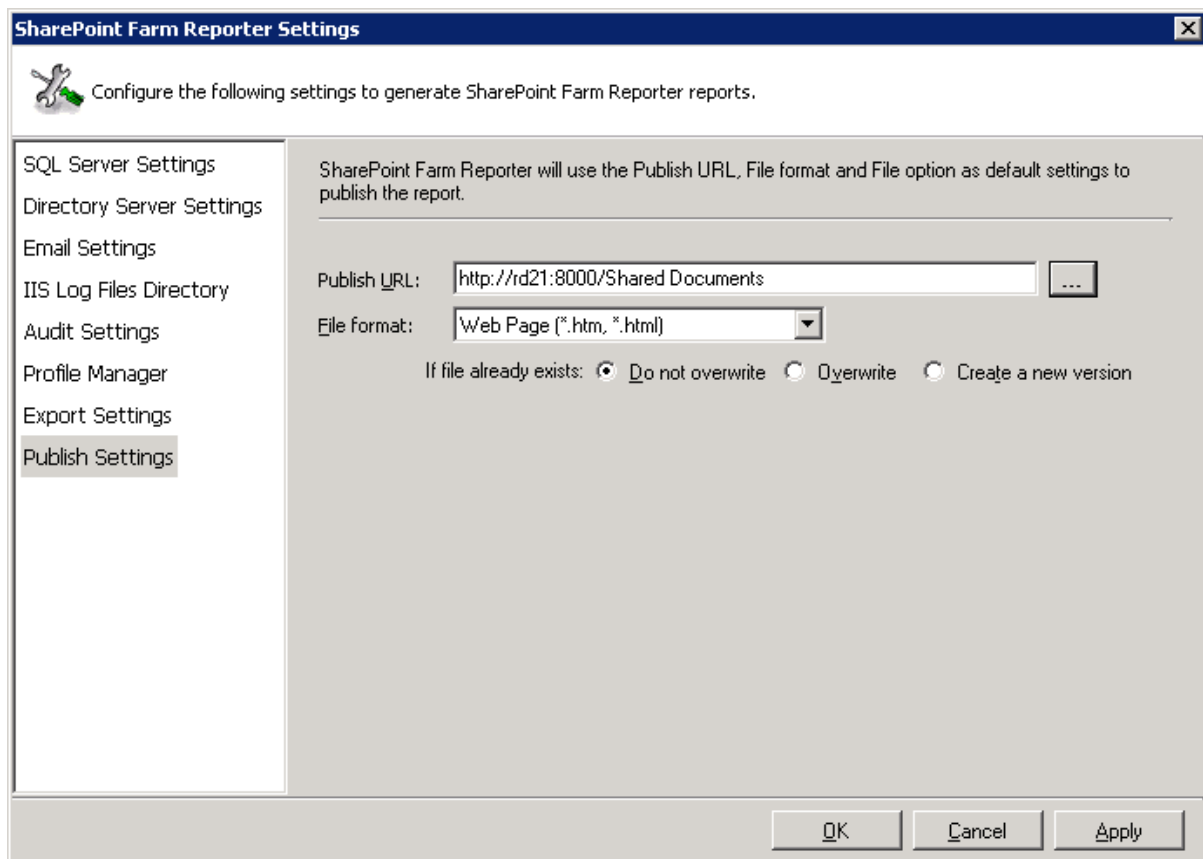 SharePoint Farm Reporter Settings
Configure the following settings to generate SharePoint Farm Reporter reports.
SQL Server Settings
Directory Server Settings
Email Settings
IIS Log Files Directory
Audit Settings
Profile Manager
Export Settings
Publish Settings
SharePoint Farm Reporter will use the Publish URL, File format and File option as default settings to
publish the report.
Publish URL: http://rd21:8000/Shared Documents ...
File format: Web Page (*.htm, *.html)
If file already exists: Do not overwrite Overwrite Create a new version
OK Cancel Apply